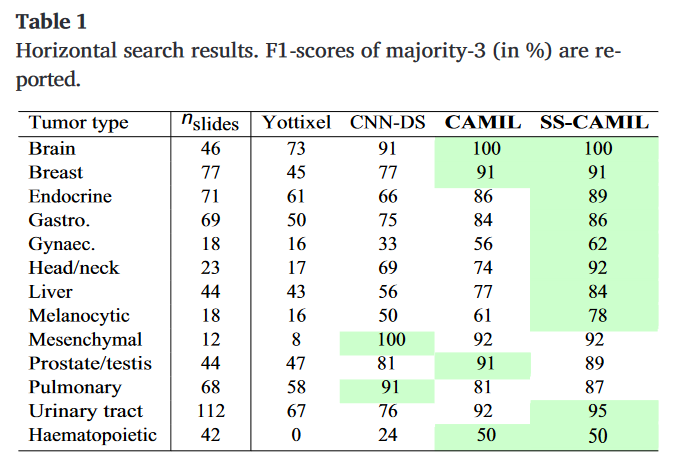 Table 1
Horizontal search results. F1-scores of majority-3 (in %) are re-
ported.
Tumor type nslides Yottixel CNN-DS CAMIL SS-CAMIL
Brain 46 73 91 100 100
Breast 77 45 77 91 91
Endocrine 71 61 66 86 89
Gastro. 69 50 75 84 86
Gynaec. 18 16 33 56 62
Head/neck 23 17 69 74 92
Liver 44 43 56 77 84
Melanocytic 18 16 50 61 78
Mesenchymal 12 8 100 92 92
Prostate/testis 44 47 81 91 89
Pulmonary 68 58 91 81 87
Urinary tract 112 67 76 92 95
Haematopoietic 42 0 24 50 50